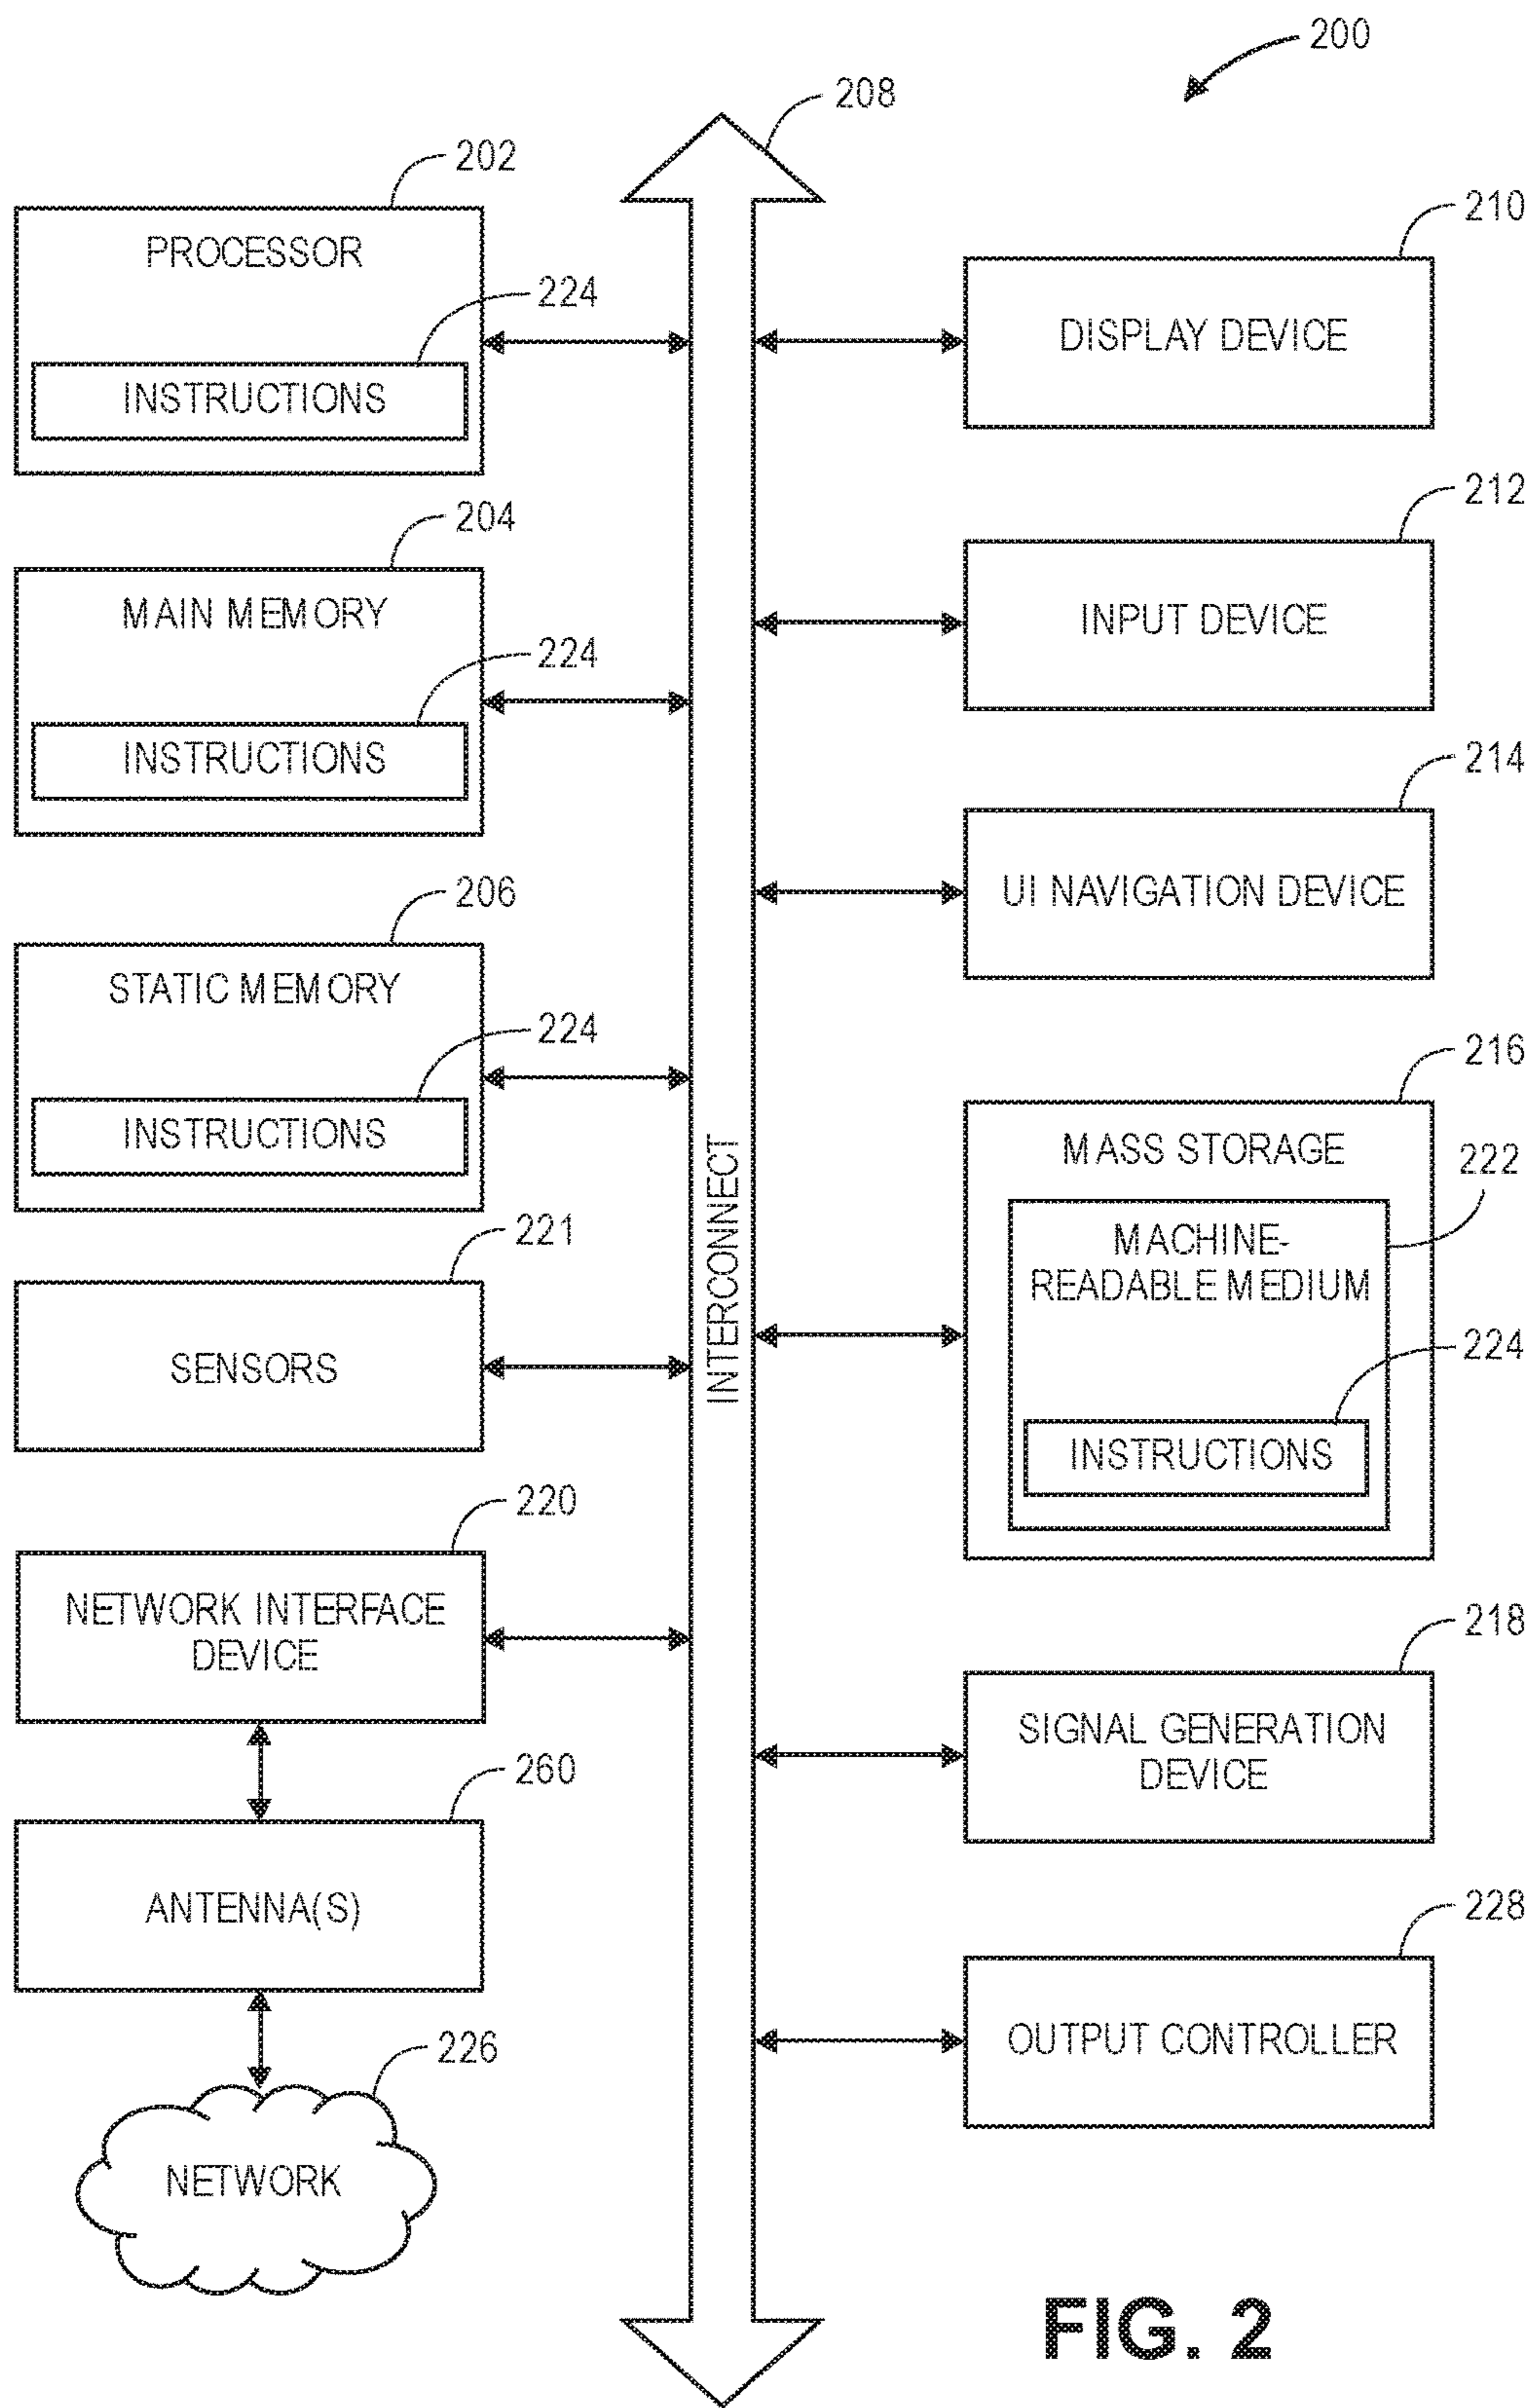 200
208
202
PROCESSOR
224
INSTRUCTIONS
204
MAIN MEMORY
224
INSTRUCTIONS
206
STATIC MEMORY
224
INSTRUCTIONS
221
SENSORS
220
NETWORK INTERFACE
DEVICE
260
ANTENNA(S)
226
NETWORK
INTERCONNECT
210
DISPLAY DEVICE
212
INPUT DEVICE
214
UI NAVIGATION DEVICE
216
MASS STORAGE
222
MACHINE-
READABLE MEDIUM
224
INSTRUCTIONS
218
SIGNAL GENERATION
DEVICE
228
OUTPUT CONTROLLER
FIG. 2